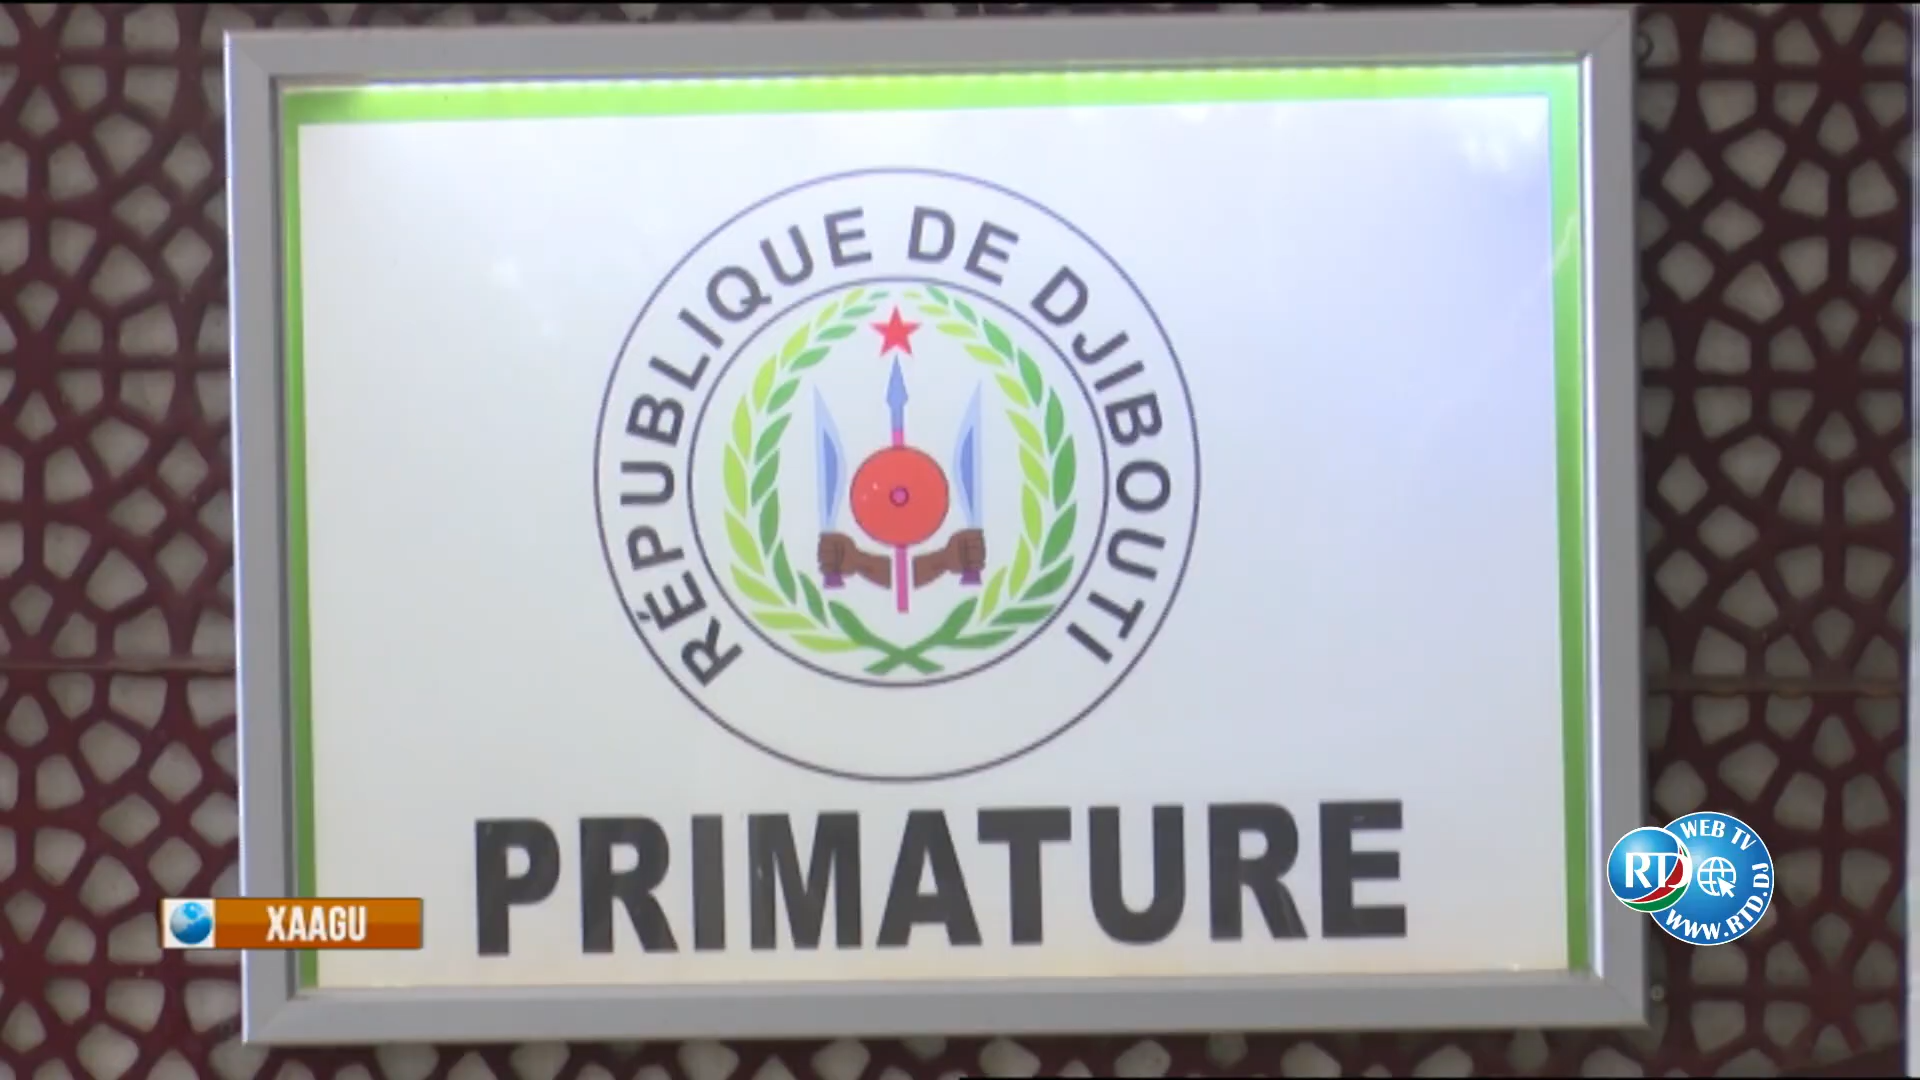 RÉPUBLIQUE DE DJIBOUTI
PRIMATURE
XAAGU
WEB TV
RTD
WWW.RTD.DJ